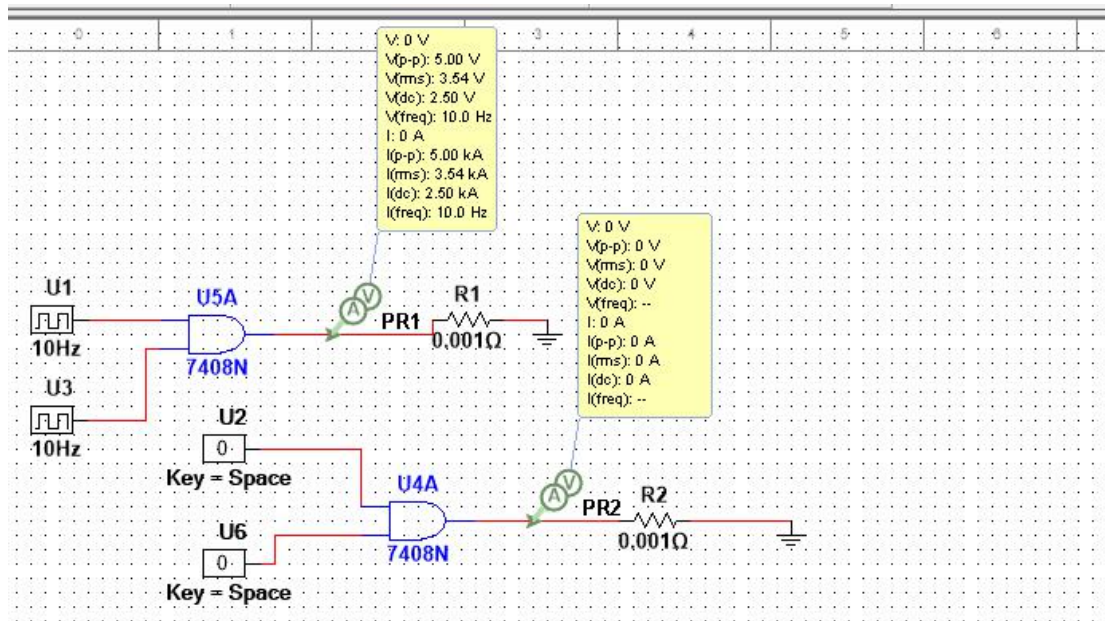 0 1 3 4 5 6
V: 0 V
V(p-p): 5.00 V
V(rms): 3.54 V
V(dc): 2.50 V
V(freq): 10.0 Hz
I: 0 A
I(p-p): 5.00 kA
I(rms): 3.54 kA
I(dc): 2.50 kA
I(freq): 10.0 Hz
V: 0 V
V(p-p): 0 V
V(rms): 0 V
V(dc): 0 V
V(freq): --
I: 0 A
I(p-p): 0 A
I(rms): 0 A
I(dc): 0 A
I(freq): --
U1
10Hz
U5A
7408N
A V
PR1
R1
0.001Ω
U3
10Hz
U2
0
Key = Space
U4A
7408N
A V
PR2
R2
0.001Ω
U6
0
Key = Space